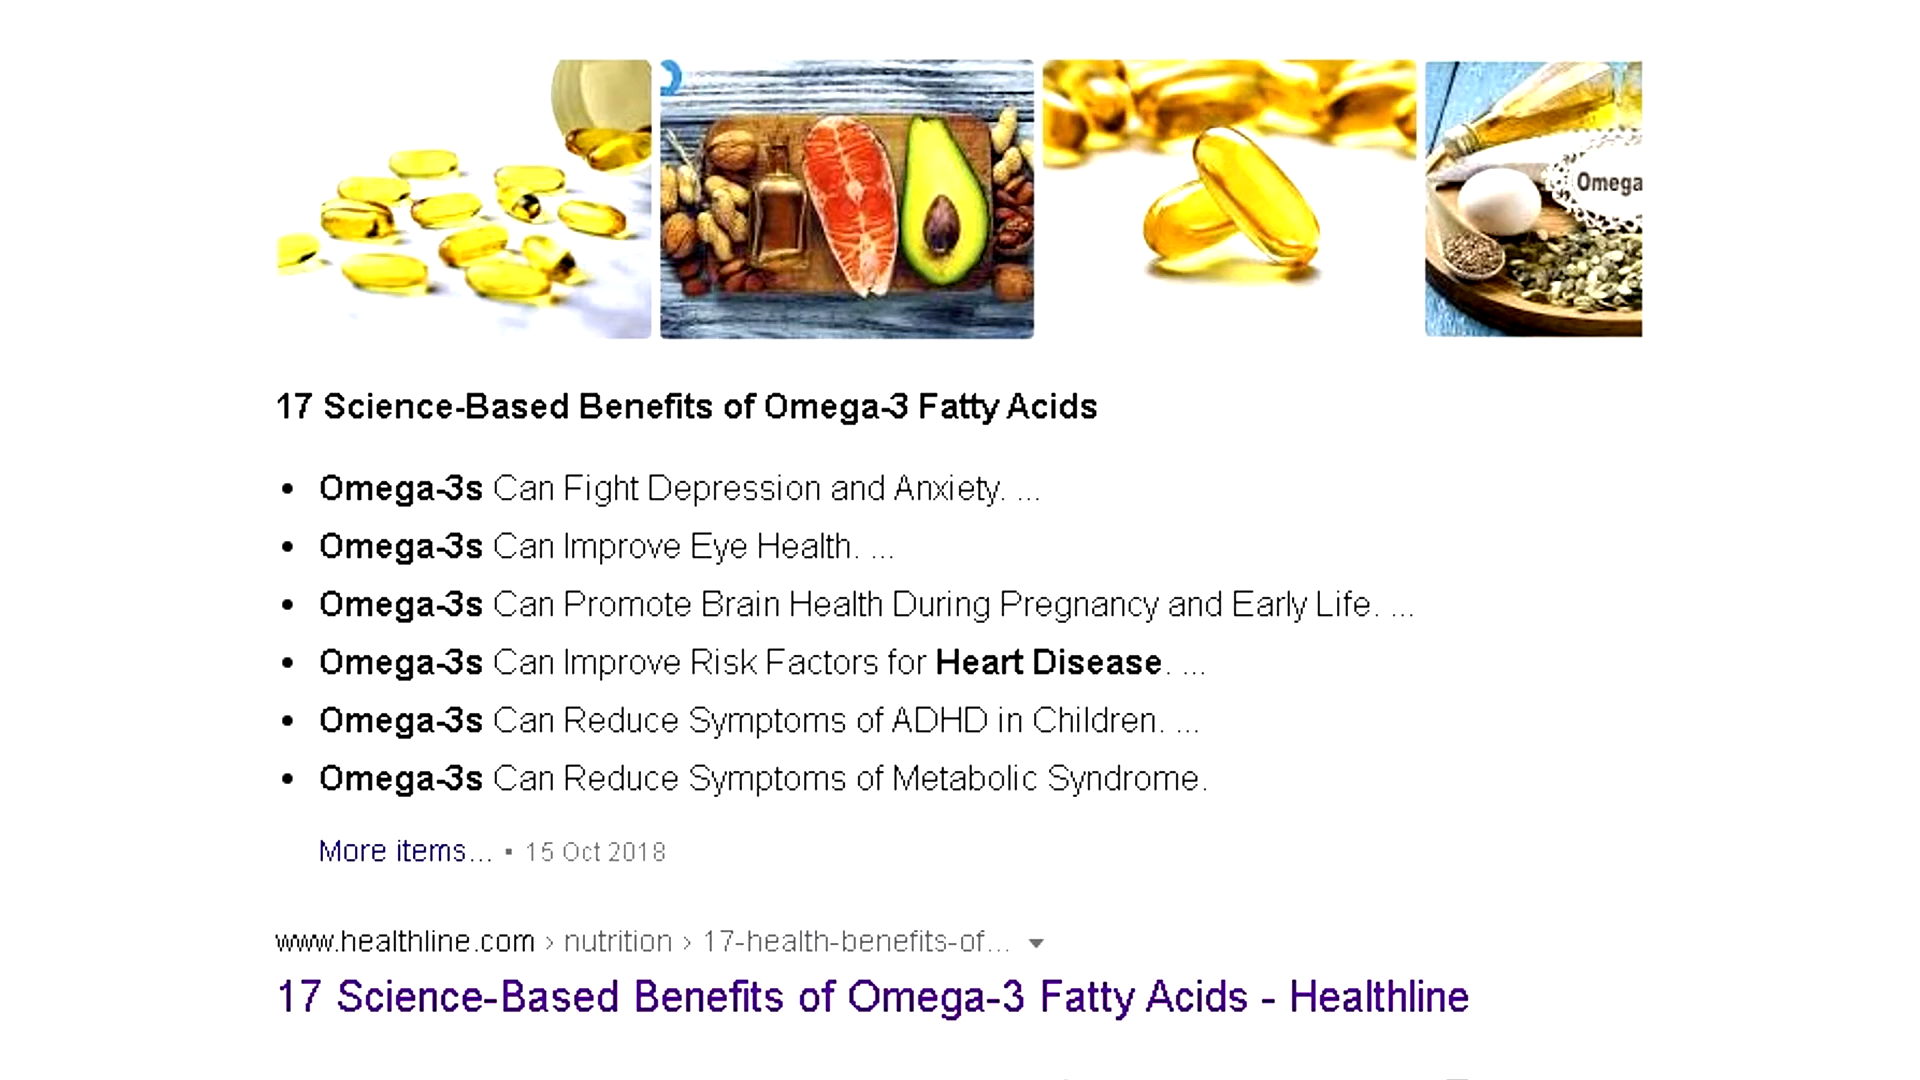 Omega
17 Science-Based Benefits of Omega-3 Fatty Acids
• Omega-3s Can Fight Depression and Anxiety. ...
• Omega-3s Can Improve Eye Health. ...
• Omega-3s Can Promote Brain Health During Pregnancy and Early Life. ...
• Omega-3s Can Improve Risk Factors for Heart Disease. ...
• Omega-3s Can Reduce Symptoms of ADHD in Children. ...
• Omega-3s Can Reduce Symptoms of Metabolic Syndrome.
More items... • 15 Oct 2018
www.healthline.com › nutrition › 17-health-benefits-of...
17 Science-Based Benefits of Omega-3 Fatty Acids - Healthline